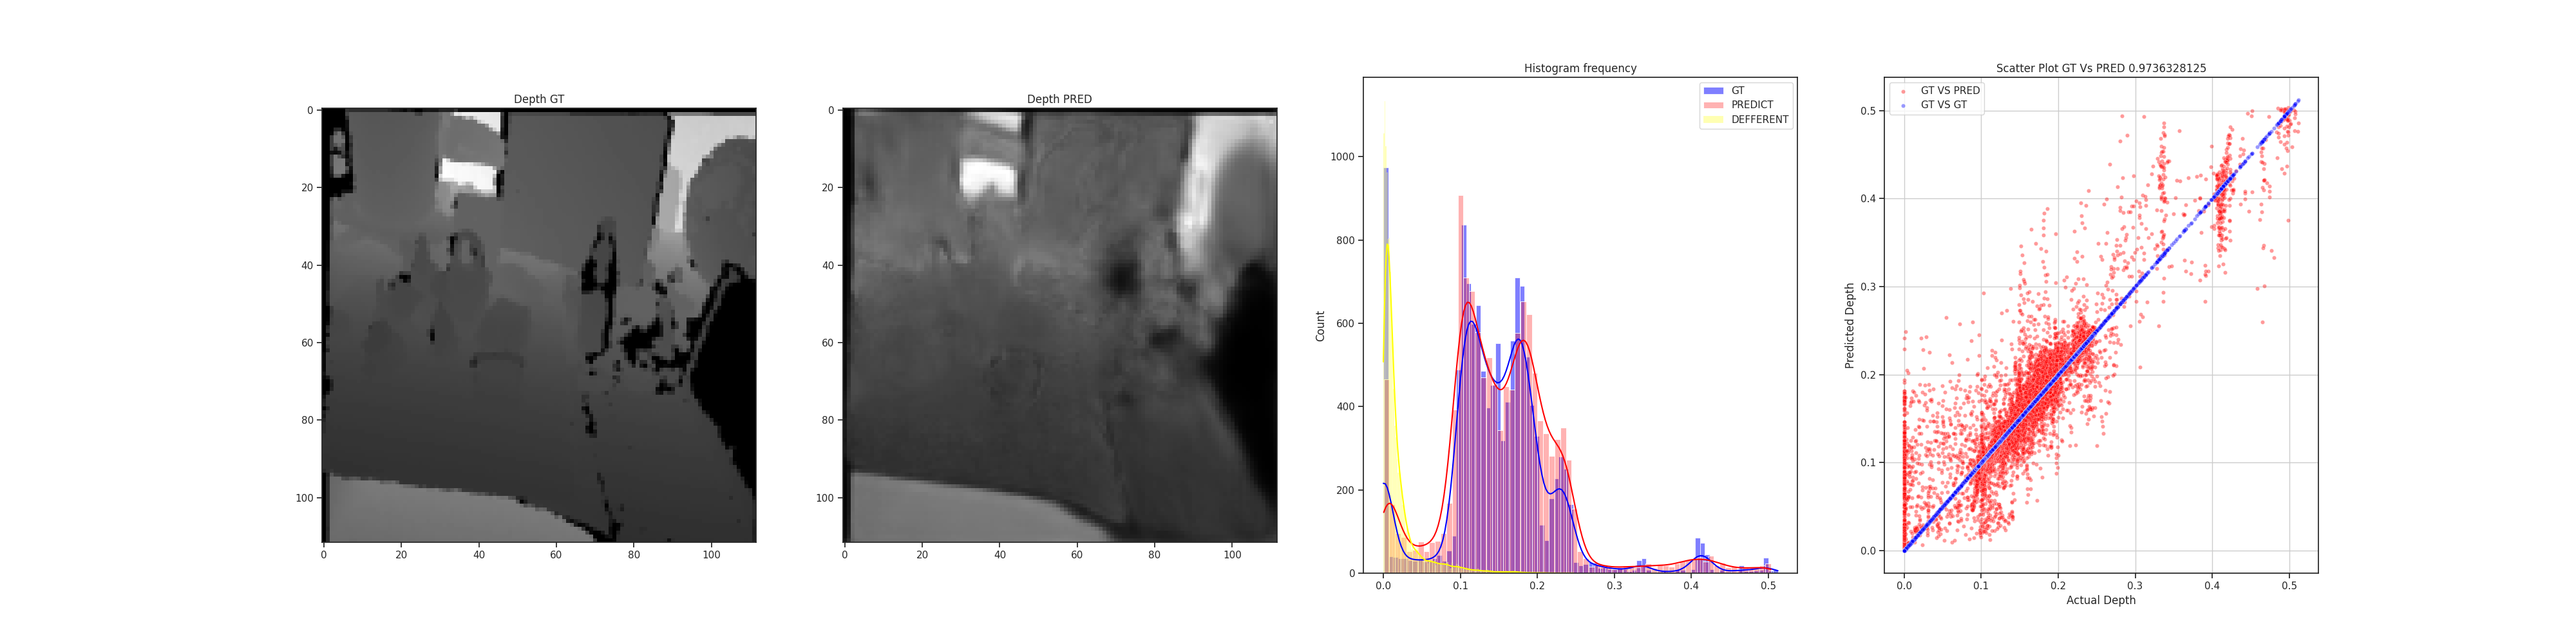 Depth GT
0
20
40
60
80
100
0 20 40 60 80 100
Depth PRED
0
20
40
60
80
100
0 20 40 60 80 100
Histogram frequency
GT
PREDICT
DEFFERENT
Count
1000
800
600
400
200
0
0.0 0.1 0.2 0.3 0.4 0.5
Scatter Plot GT Vs PRED 0.9736328125
GT VS PRED
GT VS GT
Predicted Depth
0.5
0.4
0.3
0.2
0.1
0.0
0.0 0.1 0.2 0.3 0.4 0.5
Actual Depth